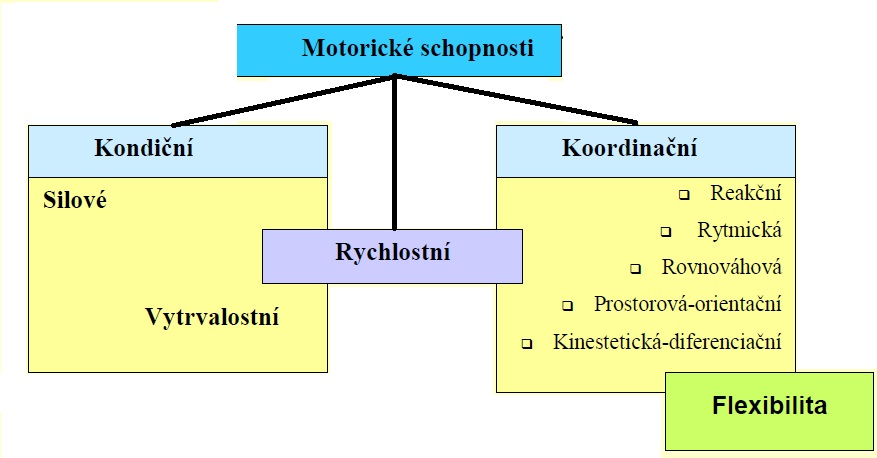 Motorické schopnosti
Kondiční
Silové
Vytrvalostní
Rychlostní
Koordinační
Reakční
Rytmická
Rovnováhová
Prostorová-orientační
Kinestetická-diferenciační
Flexibilita